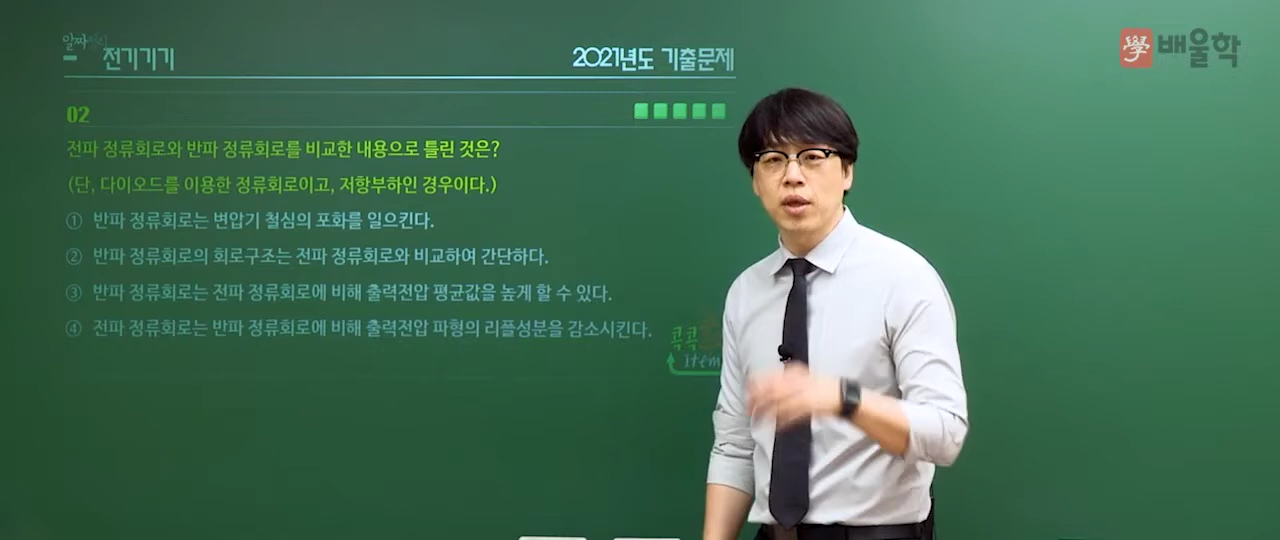 알짜
전기기기
2021년도 기출문제
學 배울학
02
전파 정류회로와 반파 정류회로를 비교한 내용으로 틀린 것은?
(단, 다이오드를 이용한 정류회로이고, 저항부하인 경우이다.)
① 반파 정류회로는 변압기 철심의 포화를 일으킨다.
② 반파 정류회로의 회로구조는 전파 정류회로와 비교하여 간단하다.
③ 반파 정류회로는 전파 정류회로에 비해 출력전압 평균값을 높게 할 수 있다.
④ 전파 정류회로는 반파 정류회로에 비해 출력전압 파형의 리플성분을 감소시킨다.
콕콕
Item